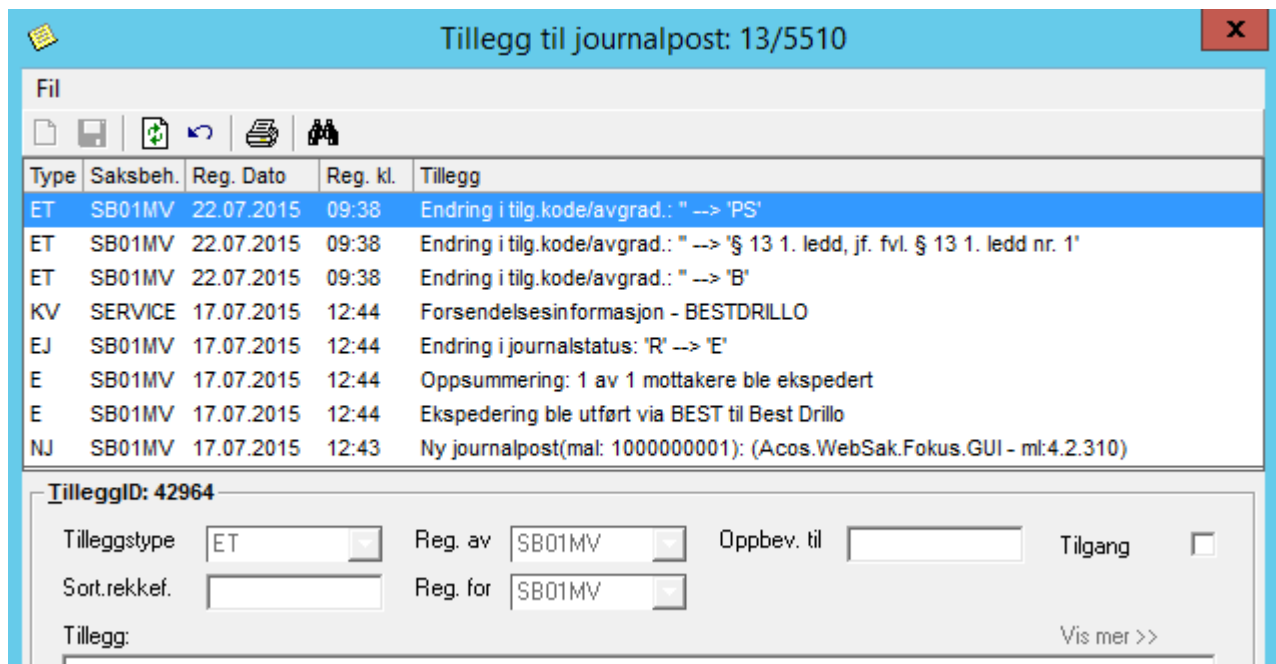 Tillegg til journalpost: 13/5510
x
Fil
Type Saksbeh. Reg. Dato Reg. kl. Tillegg
ET SB01MV 22.07.2015 09:38 Endring i tilg.kode/avgrad.: '' --> 'PS'
ET SB01MV 22.07.2015 09:38 Endring i tilg.kode/avgrad.: '' --> '§ 13 1. ledd, jf. fvl. § 13 1. ledd nr. 1'
ET SB01MV 22.07.2015 09:38 Endring i tilg.kode/avgrad.: '' --> 'B'
KV SERVICE 17.07.2015 12:44 Forsendelsesinformasjon - BESTDRILLO
EJ SB01MV 17.07.2015 12:44 Endring i journalstatus: 'R' --> 'E'
E SB01MV 17.07.2015 12:44 Oppsummering: 1 av 1 mottakere ble ekspedert
E SB01MV 17.07.2015 12:44 Ekspedering ble utført via BEST til Best Drillo
NJ SB01MV 17.07.2015 12:43 Ny journalpost(mal: 1000000001): (Acos.WebSak.Fokus.GUI - ml:4.2.310)
TilleggID: 42964
Tilleggstype ET Reg. av SB01MV Oppbev. til Tilgang
Sort.rekkef. Reg. for SB01MV
Tillegg: Vis mer >>